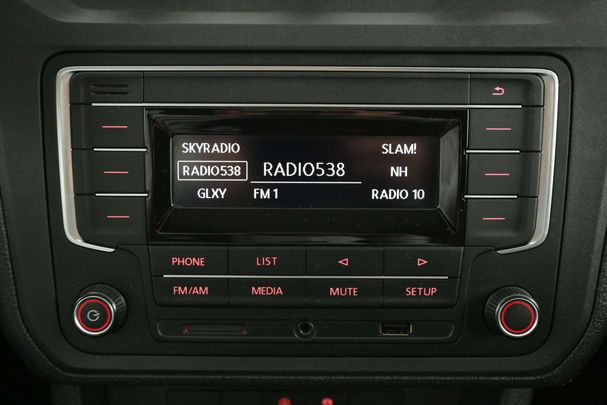 SKYRADIO SLAM!
RADIO538 RADIO538 NH
GLXY FM 1 RADIO 10
PHONE LIST
FM/AM MEDIA MUTE SETUP